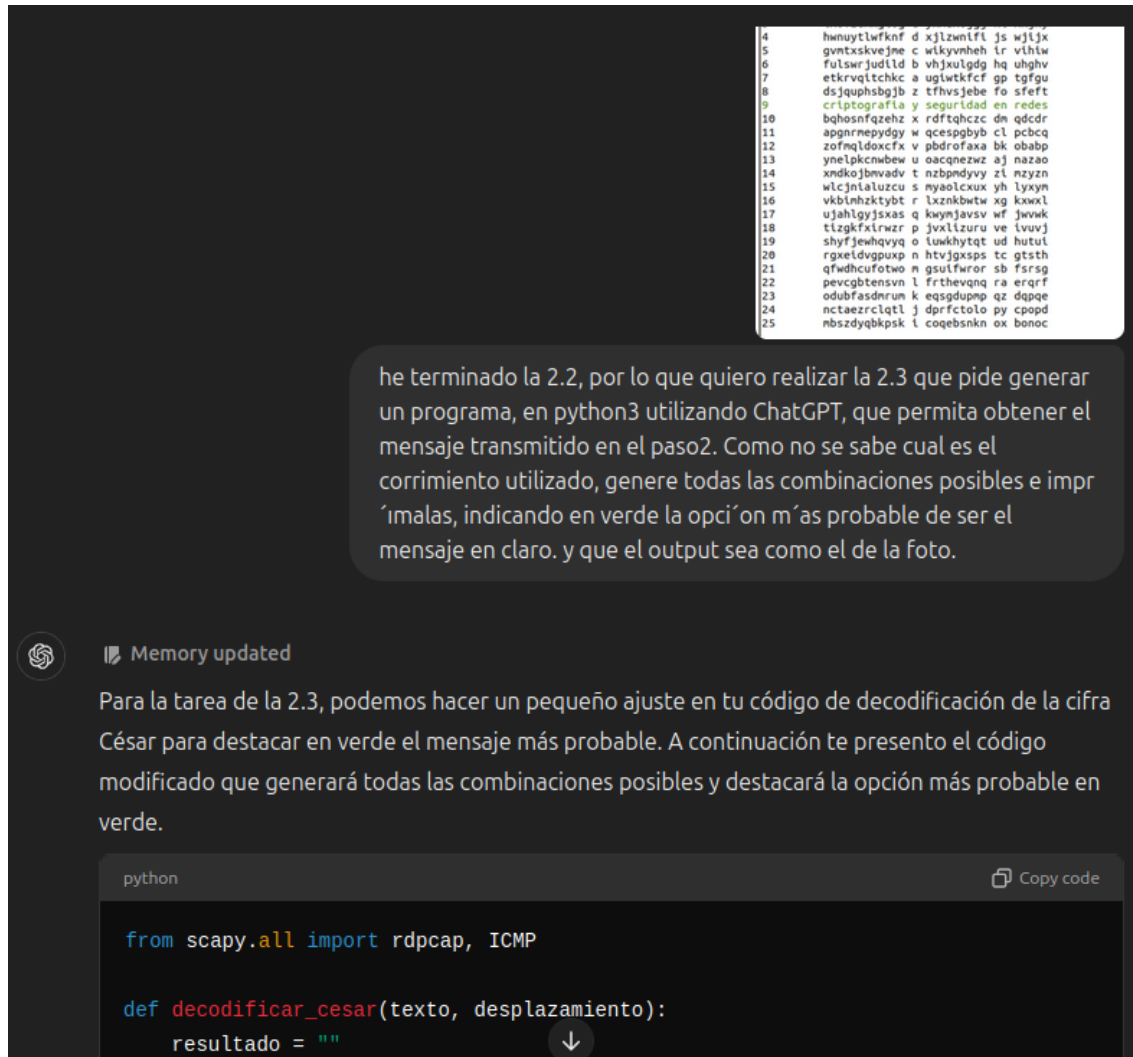 4 hwnuytlwfknf d xjlzwnifi js wjijx
5 gvmtxskvejme c wikyvmheh ir vihiw
6 fulswrjudild b vhjxulgdg hq uhghv
7 etkrvqitchkc a ugiwtkfcf gp tgfgu
8 dsjquphsbgjb z tfhvsjebe fo sfeft
9 criptografia y seguridad en redes
10 bqhosnfqzehz x rdftqhczc dm qdcdr
11 apgnrmepydgy w qcespgbyb cl pcbcq
12 zofmqldoxcfx v pbdrofaxa bk obabp
13 ynelpkcnwbew u oacqnezwz aj nazao
14 xmdkojbmvadv t nzbpmdyvy zi mzyzn
15 wlcjnialuzcu s myaolcxux yh lyxym
16 vkbimhzktybt r lxznkbwtw xg kxwxl
17 ujahlgyjsxas q kwymjavsv wf jwvwk
18 tizgkfxirwzr p jvxlizuru ve ivuvj
19 shyfjewhqvyq o iuwkhytqt ud hutui
20 rgxeidvgpuxp n htvjgxsps tc gtsth
21 qfwdhcufotwo m gsuifwror sb fsrsg
22 pevcgbtensvn l frthevqnq ra erqrf
23 odubfasdmrum k eqsgdupmp qz dqpqe
24 nctaezrclqtl j dprfctolo py cpopd
25 mbszdyqbkpsk i coqebsnkn ox bonoc
he terminado la 2.2, por lo que quiero realizar la 2.3 que pide generar
un programa, en python3 utilizando ChatGPT, que permita obtener el
mensaje transmitido en el paso2. Como no se sabe cual es el
corrimiento utilizado, genere todas las combinaciones posibles e impr
´ımalas, indicando en verde la opci´on m´as probable de ser el
mensaje en claro. y que el output sea como el de la foto.
Memory updated
Para la tarea de la 2.3, podemos hacer un pequeño ajuste en tu código de decodificación de la cifra
César para destacar en verde el mensaje más probable. A continuación te presento el código
modificado que generará todas las combinaciones posibles y destacará la opción más probable en
verde.
python Copy code
from scapy.all import rdpcap, ICMP
def decodificar_cesar(texto, desplazamiento):
resultado = ""